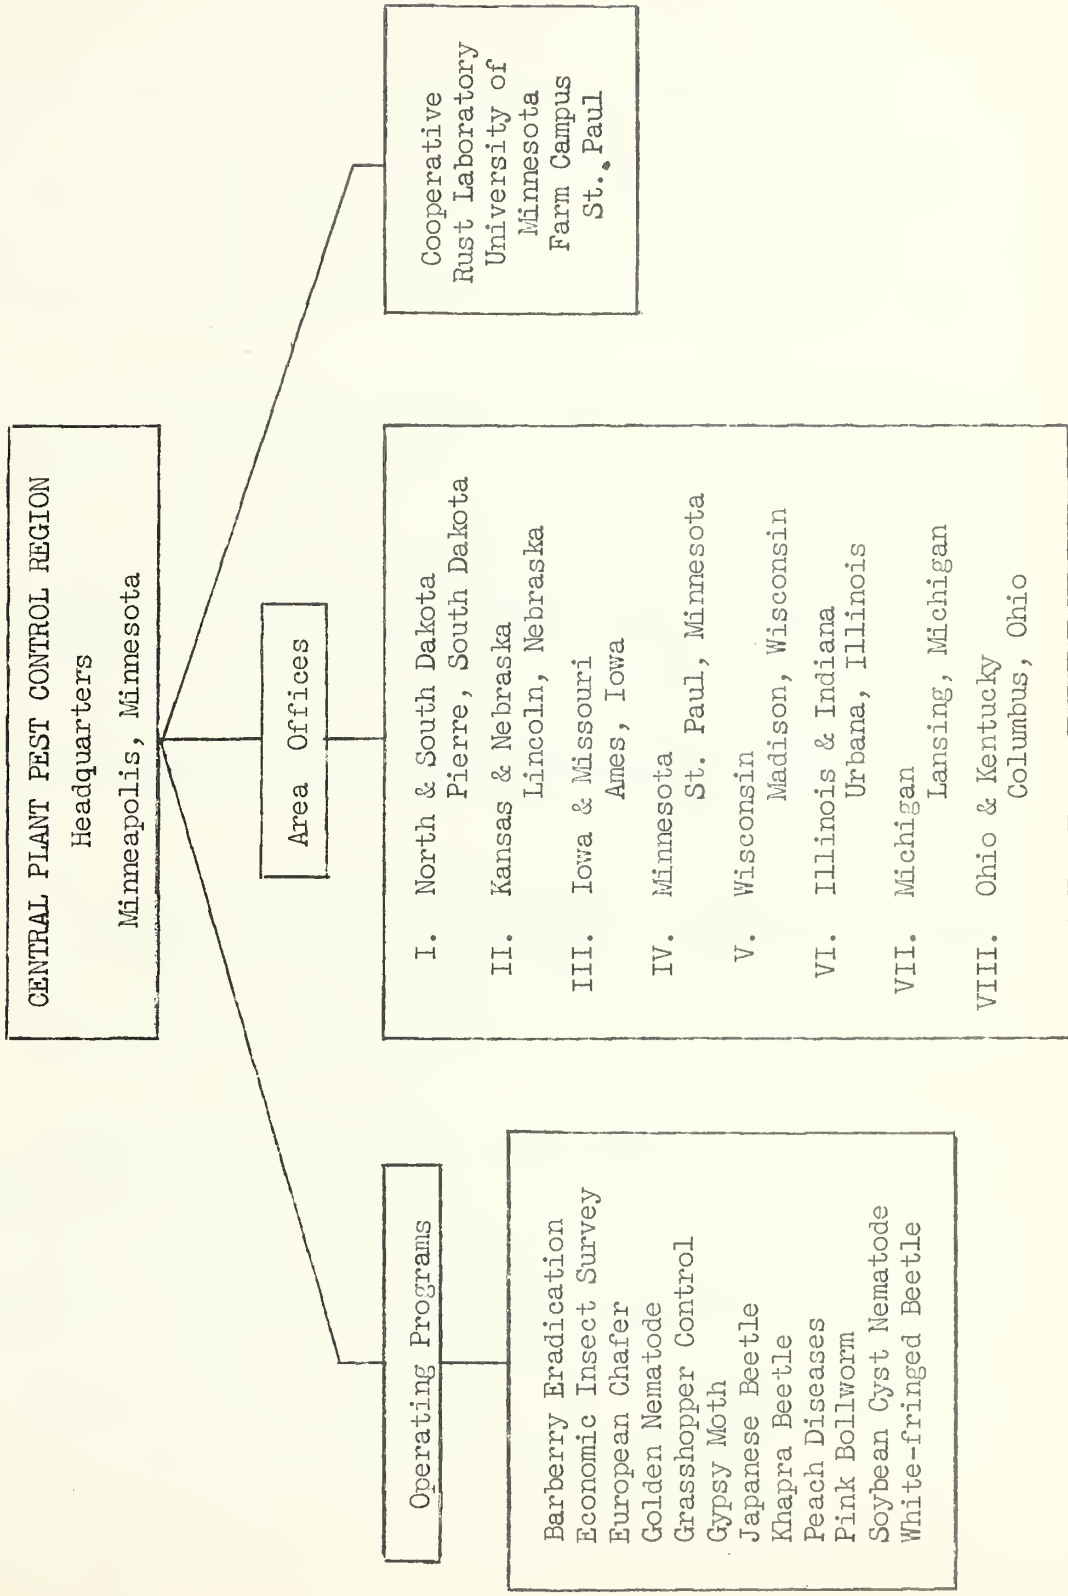 CENTRAL PLANT PEST CONTROL REGION
Headquarters
Minneapolis, Minnesota
Operating Programs
Barberry Eradication
Economic Insect Survey
European Chafer
Golden Nematode
Grasshopper Control
Gypsy Moth
Japanese Beetle
Khapra Beetle
Peach Diseases
Pink Bollworm
Soybean Cyst Nematode
White-fringed Beetle
Area Offices
I. North & South Dakota
Pierre, South Dakota
II. Kansas & Nebraska
Lincoln, Nebraska
III. Iowa & Missouri
Ames, Iowa
IV. Minnesota
St. Paul, Minnesota
V. Wisconsin
Madison, Wisconsin
VI. Illinois & Indiana
Urbana, Illinois
VII. Michigan
Lansing, Michigan
VIII. Ohio & Kentucky
Columbus, Ohio
Cooperative
Rust Laboratory
University of
Minnesota
Farm Campus
St. Paul